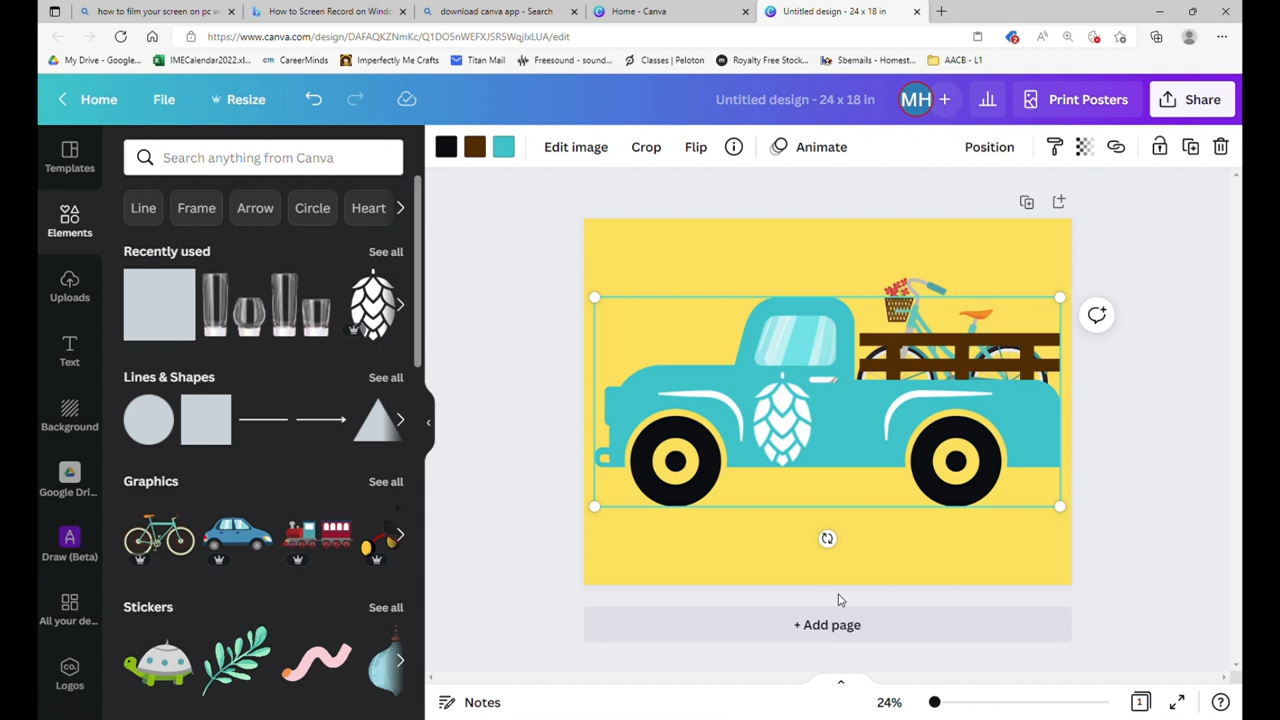 how to film your screen on pc w
How to Screen Record on Windo
download canva app - Search
Home - Canva
Untitled design - 24 x 18 in
https://www.canva.com/design/DAFAQKZNmKc/Q1DO5nWEFXJSR5WqjlxLUA/edit
My Drive - Google...
IMECalendar2022.xl...
cm CareerMinds
Imperfectly Me Crafts
Titan Mail
Freesound - soun...
Classes | Peloton
Royalty Free Stock...
Sbemails - Homest...
AACB - L1
Home
File
Resize
Untitled design - 24 x 18 in
MH
Print Posters
Share
Templates
Elements
Uploads
Text
Background
Google Dri...
Draw (Beta)
All your de...
CO.
Logos
Search anything from Canva
Line
Frame
Arrow
Circle
Heart
Recently used
See all
Lines & Shapes
See all
Graphics
See all
Stickers
See all
Edit image
Crop
Flip
Animate
Position
+ Add page
Notes
24%
1